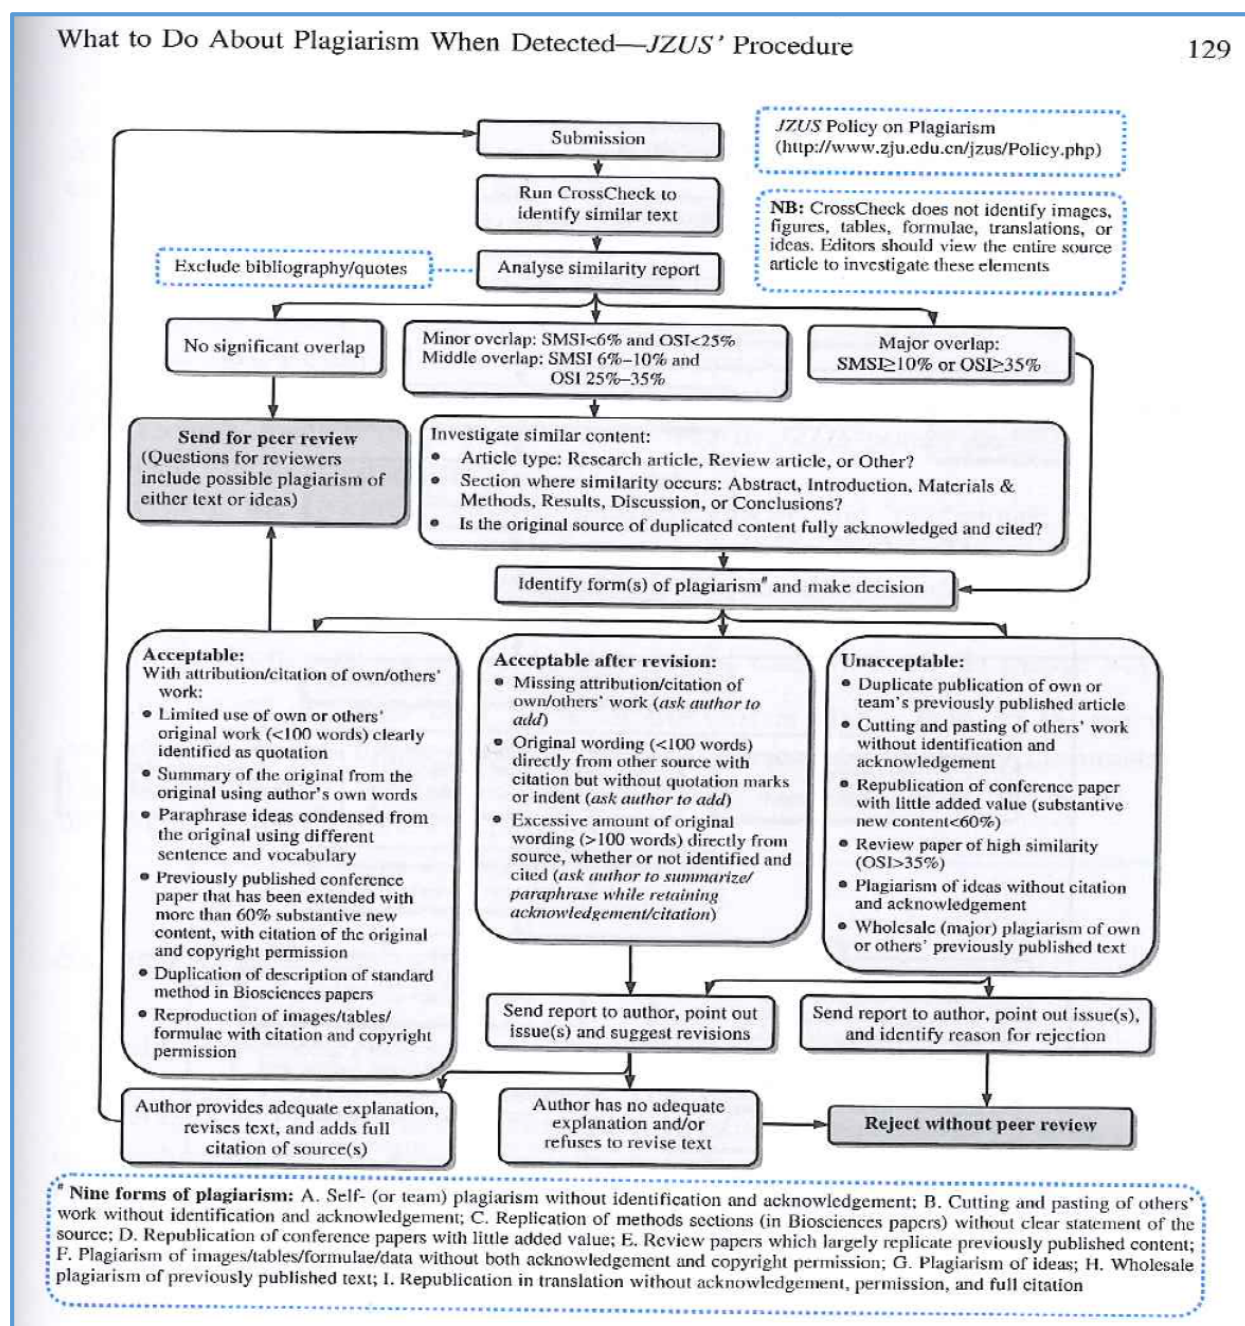 What to Do About Plagiarism When Detected—JZUS' Procedure
129
Submission
JZUS Policy on Plagiarism
(http://www.zju.edu.cn/jzus/Policy.php)
Run CrossCheck to
identify similar text
NB: CrossCheck does not identify images,
figures, tables, formulae, translations, or
ideas. Editors should view the entire source
article to investigate these elements
Exclude bibliography/quotes
Analyse similarity report
No significant overlap
Minor overlap: SMSI<6% and OSI<25%
Middle overlap: SMSI 6%–10% and
OSI 25%–35%
Major overlap:
SMSI≥10% or OSI≥35%
Send for peer review
(Questions for reviewers
include possible plagiarism of
either text or ideas)
Investigate similar content:
• Article type: Research article, Review article, or Other?
• Section where similarity occurs: Abstract, Introduction, Materials &
Methods, Results, Discussion, or Conclusions?
• Is the original source of duplicated content fully acknowledged and cited?
Identify form(s) of plagiarism# and make decision
Acceptable:
With attribution/citation of own/others'
work:
• Limited use of own or others'
original work (<100 words) clearly
identified as quotation
• Summary of the original from the
original using author's own words
• Paraphrase ideas condensed from
the original using different
sentence and vocabulary
• Previously published conference
paper that has been extended with
more than 60% substantive new
content, with citation of the original
and copyright permission
• Duplication of description of standard
method in Biosciences papers
• Reproduction of images/tables/
formulae with citation and copyright
permission
Acceptable after revision:
• Missing attribution/citation of
own/others' work (ask author to
add)
• Original wording (<100 words)
directly from other source with
citation but without quotation marks
or indent (ask author to add)
• Excessive amount of original
wording (>100 words) directly from
source, whether or not identified and
cited (ask author to summarize/
paraphrase while retaining
acknowledgement/citation)
Unacceptable:
• Duplicate publication of own or
team's previously published article
• Cutting and pasting of others' work
without identification and
acknowledgement
• Republication of conference paper
with little added value (substantive
new content<60%)
• Review paper of high similarity
(OSI>35%)
• Plagiarism of ideas without citation
and acknowledgement
• Wholesale (major) plagiarism of own
or others' previously published text
Send report to author, point out
issue(s) and suggest revisions
Send report to author, point out issue(s),
and identify reason for rejection
Author provides adequate explanation,
revises text, and adds full
citation of source(s)
Author has no adequate
explanation and/or
refuses to revise text
Reject without peer review
# Nine forms of plagiarism: A. Self- (or team) plagiarism without identification and acknowledgement; B. Cutting and pasting of others'
work without identification and acknowledgement; C. Replication of methods sections (in Biosciences papers) without clear statement of the
source; D. Republication of conference papers with little added value; E. Review papers which largely replicate previously published content;
F. Plagiarism of images/tables/formulae/data without both acknowledgement and copyright permission; G. Plagiarism of ideas; H. Wholesale
plagiarism of previously published text; I. Republication in translation without acknowledgement, permission, and full citation